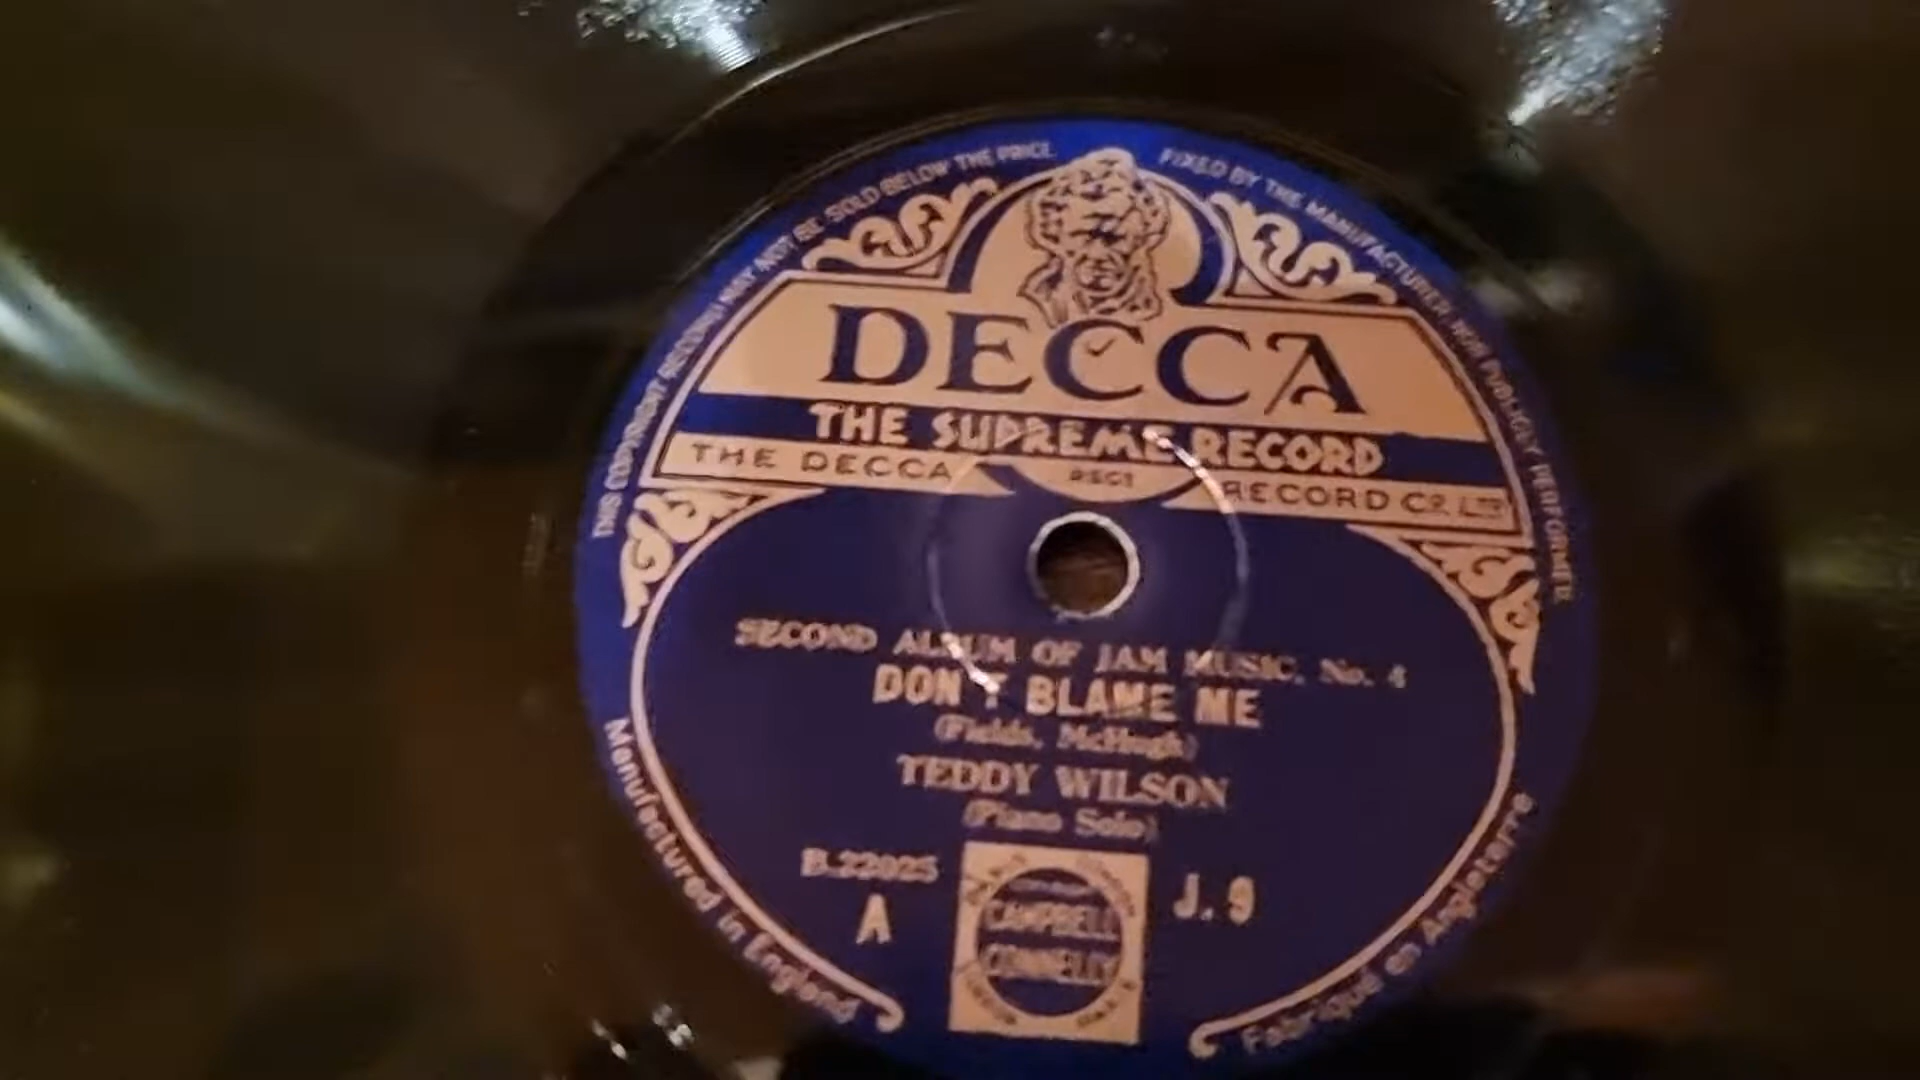 THIS COPYRIGHT RECORD MAY NOT BE SOLD BELOW THE PRICE FIXED BY THE MANUFACTURER, NOR PUBLICLY PERFORMED.
DECCA
THE SUPREME RECORD
THE DECCA REGD RECORD CO. LTD
SECOND ALBUM OF JAM MUSIC, No. 4
DON'T BLAME ME
(Fields, McHugh)
TEDDY WILSON
(Piano Solo)
B.22025
A
J. 9
CAMPBELL
CONNELLY
Manufactured in England
Fabriqué en Angleterre